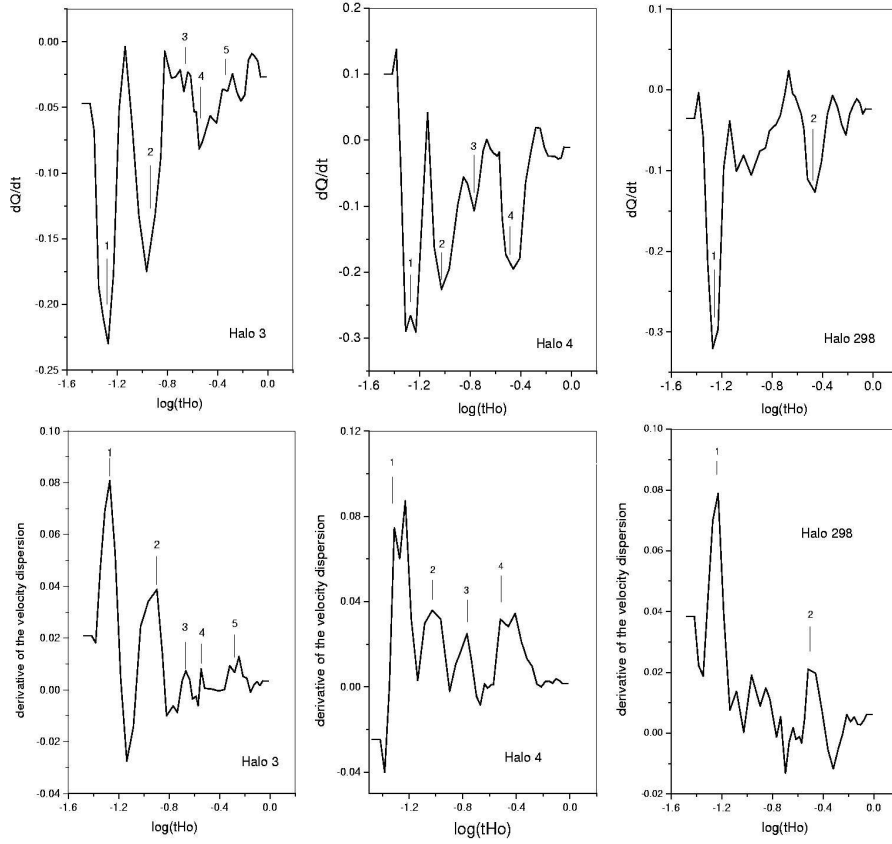 0.00
-0.05
-0.10
-0.15
-0.20
-0.25
dQ/dt
1
2
3
4
5
Halo 3
-1.6 -1.2 -0.8 -0.4 0.0
log(tHo)
0.1
0.0
-0.1
-0.2
-0.3
dQ/dt
1
2
3
4
Halo 4
-1.6 -1.2 -0.8 -0.4 0.0
log(tHo)
0.1
0.0
-0.1
-0.2
-0.3
dQ/dt
1
2
Halo 298
-1.6 -1.2 -0.8 -0.4 0.0
log(tHo)
0.10
0.08
0.06
0.04
0.02
0.00
-0.02
-0.04
derivative of the velocity dispersion
1
2
3
4
5
Halo 3
-1.6 -1.2 -0.8 -0.4 0.0
log(tHo)
0.12
0.08
0.04
0.00
-0.04
derivative of the velocity dispersion
1
2
3
4
Halo 4
-1.2 -0.8 -0.4 0.0
log(tHo)
0.10
0.08
0.06
0.04
0.02
0.00
-0.02
derivative of the velocity dispersion
1
2
Halo 298
-1.6 -1.2 -0.8 -0.4 0.0
log(tHo)